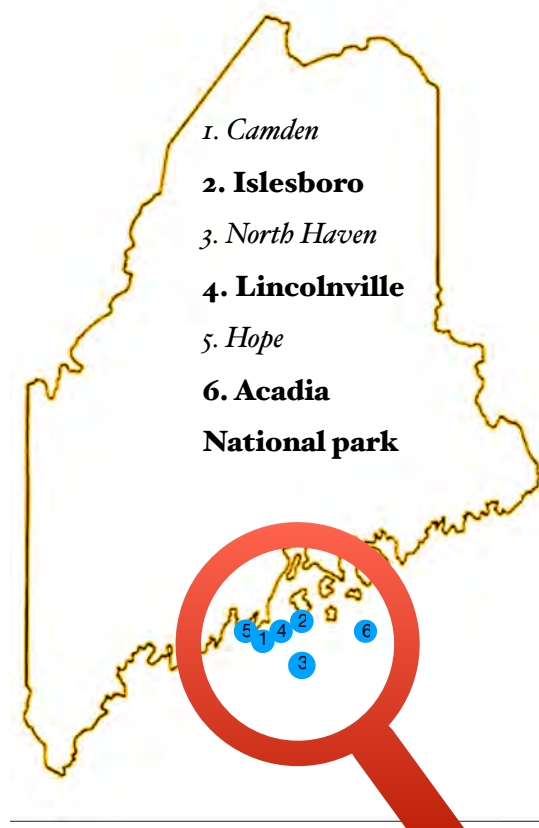 1. Camden
2. Islesboro
3. North Haven
4. Lincolnville
5. Hope
6. Acadia
National park
2
5
4
6
1
3